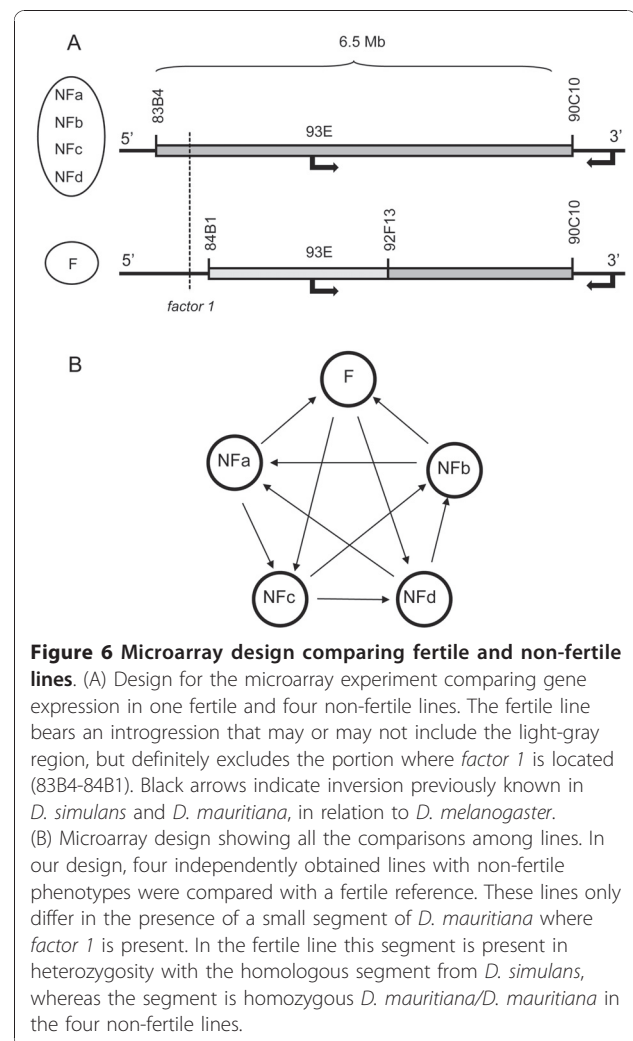 A
6.5 Mb
NFa
NFb
NFc
NFd
83B4
90C10
5’
93E
3’
F
84B1
92F13
90C10
5’
93E
3’
factor 1
B
F
NFa
NFb
NFc
NFd
Figure 6 Microarray design comparing fertile and non-fertile
lines. (A) Design for the microarray experiment comparing gene
expression in one fertile and four non-fertile lines. The fertile line
bears an introgression that may or may not include the light-gray
region, but definitely excludes the portion where factor 1 is located
(83B4-84B1). Black arrows indicate inversion previously known in
D. simulans and D. mauritiana, in relation to D. melanogaster.
(B) Microarray design showing all the comparisons among lines. In
our design, four independently obtained lines with non-fertile
phenotypes were compared with a fertile reference. These lines only
differ in the presence of a small segment of D. mauritiana where
factor 1 is present. In the fertile line this segment is present in
heterozygosity with the homologous segment from D. simulans,
whereas the segment is homozygous D. mauritiana/D. mauritiana in
the four non-fertile lines.